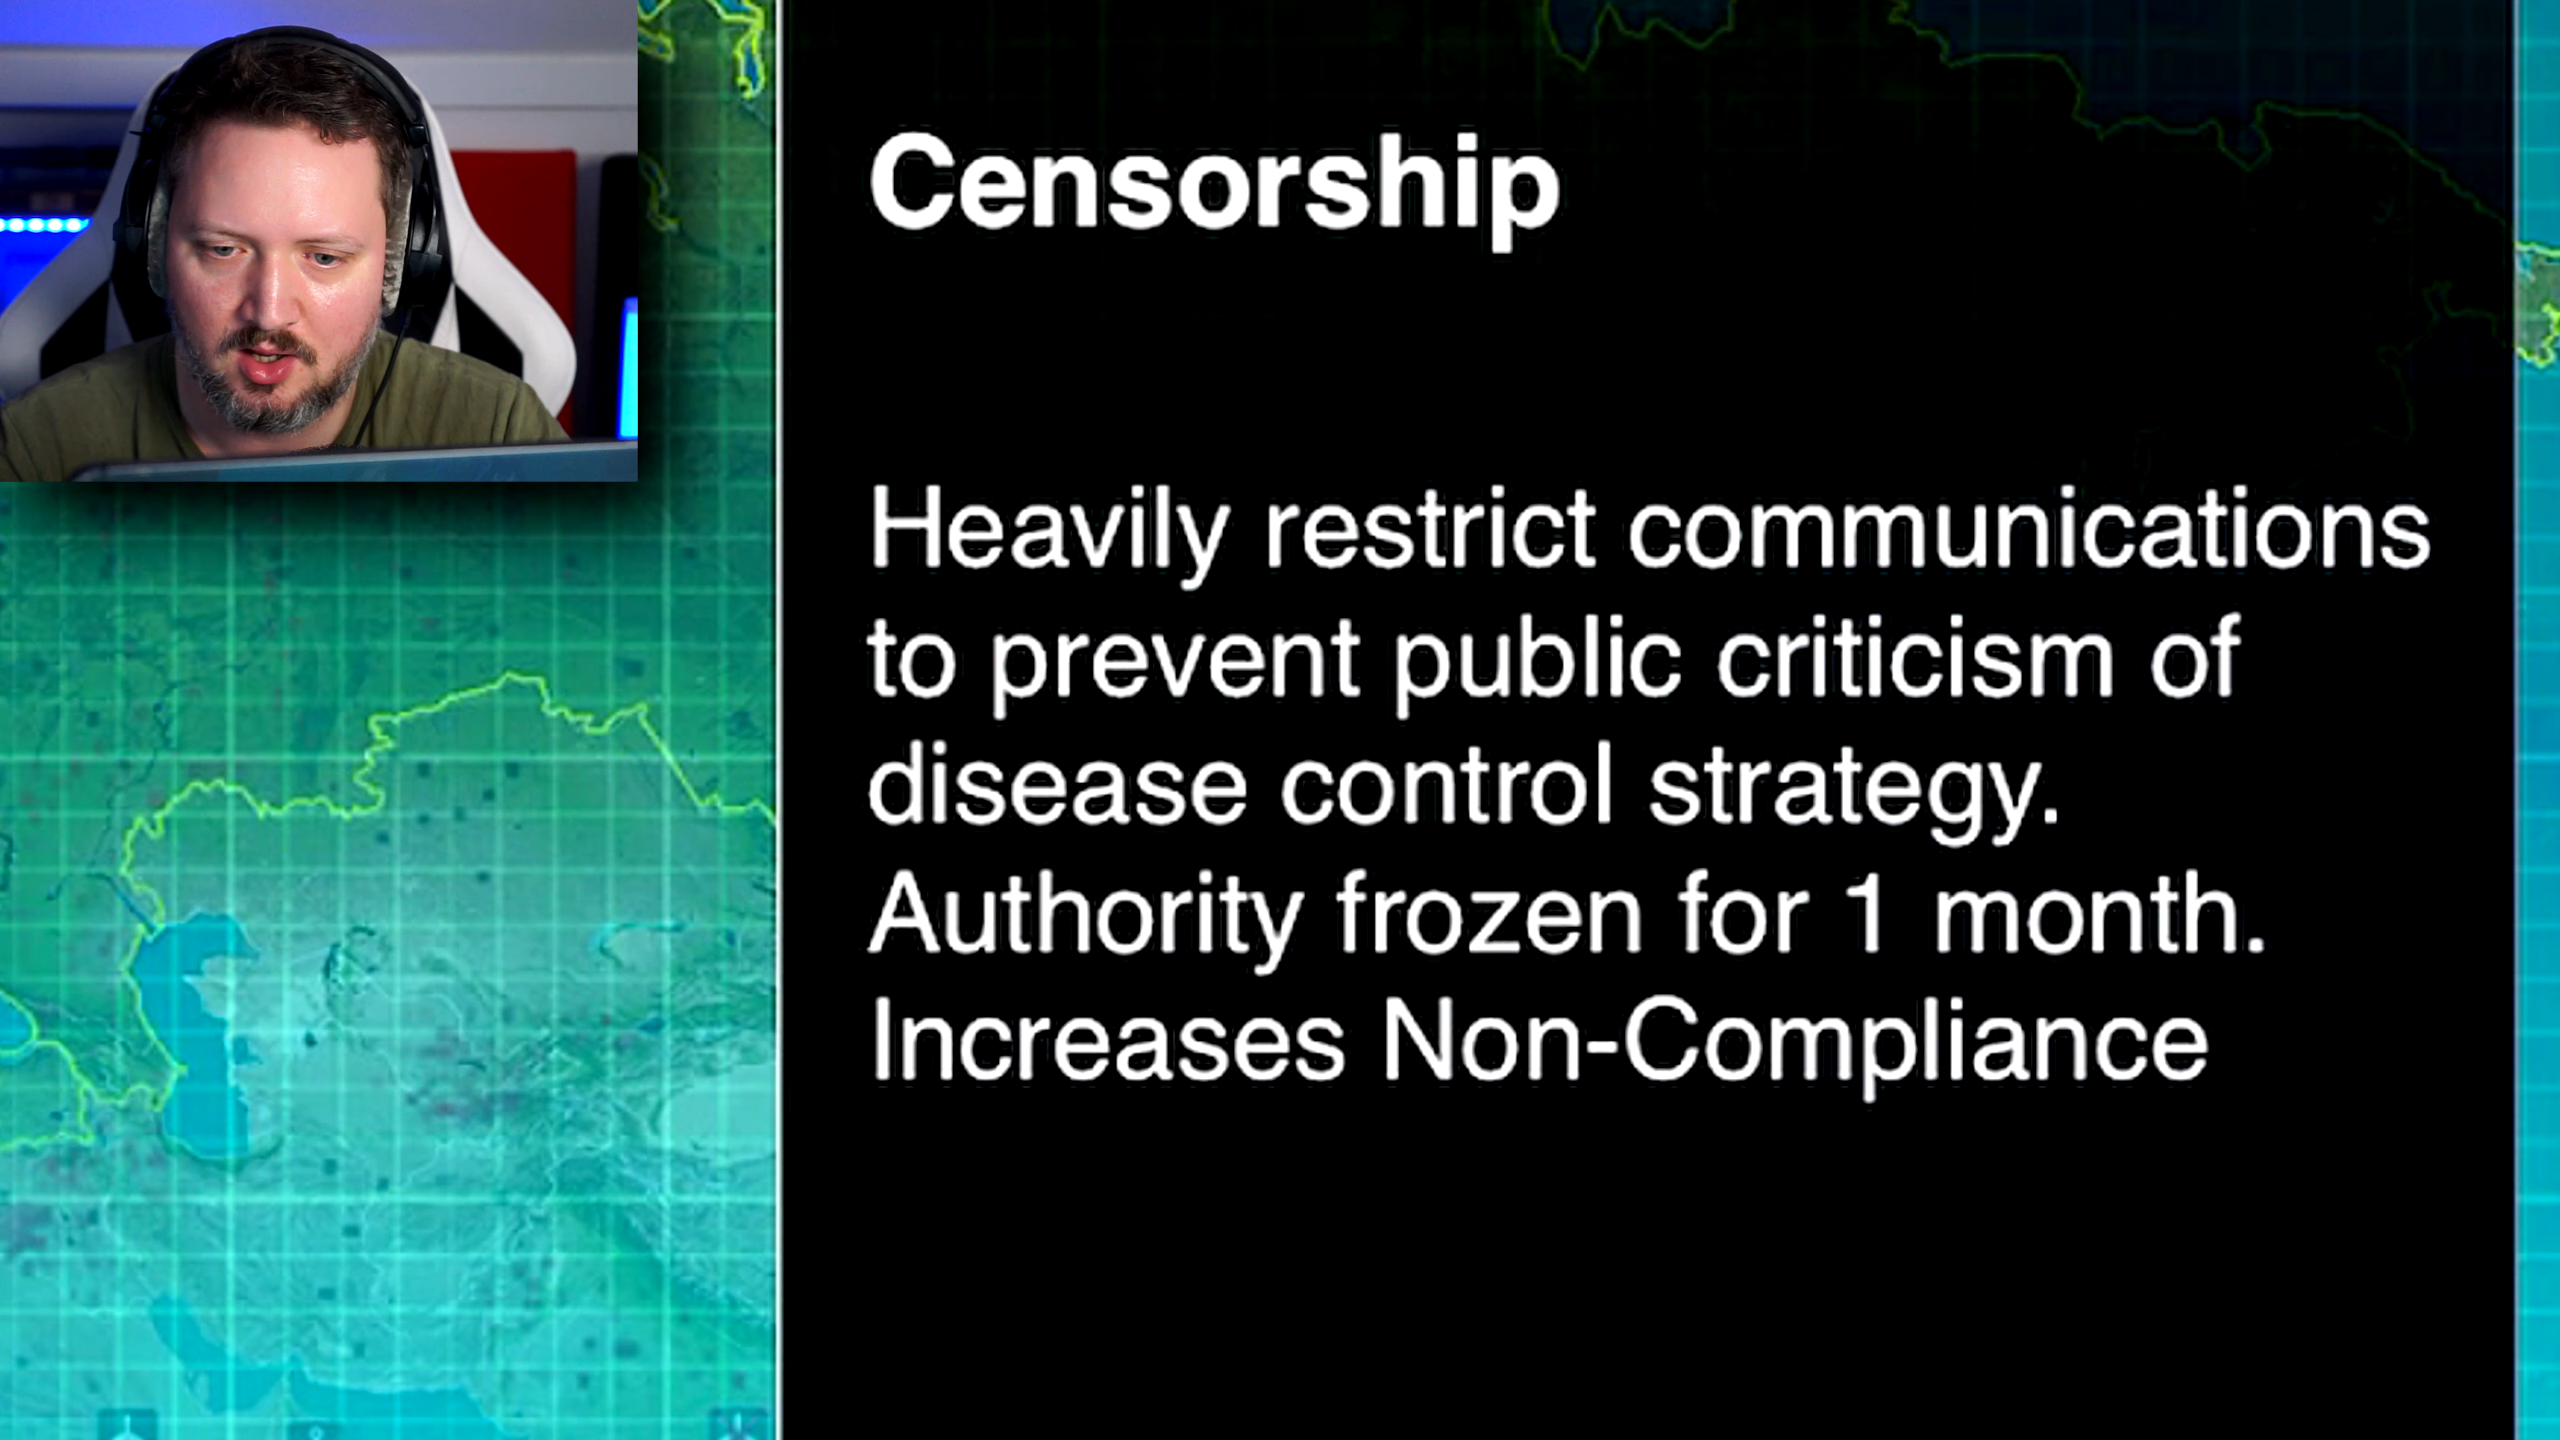 Censorship
Heavily restrict communications
to prevent public criticism of
disease control strategy.
Authority frozen for 1 month.
Increases Non-Compliance